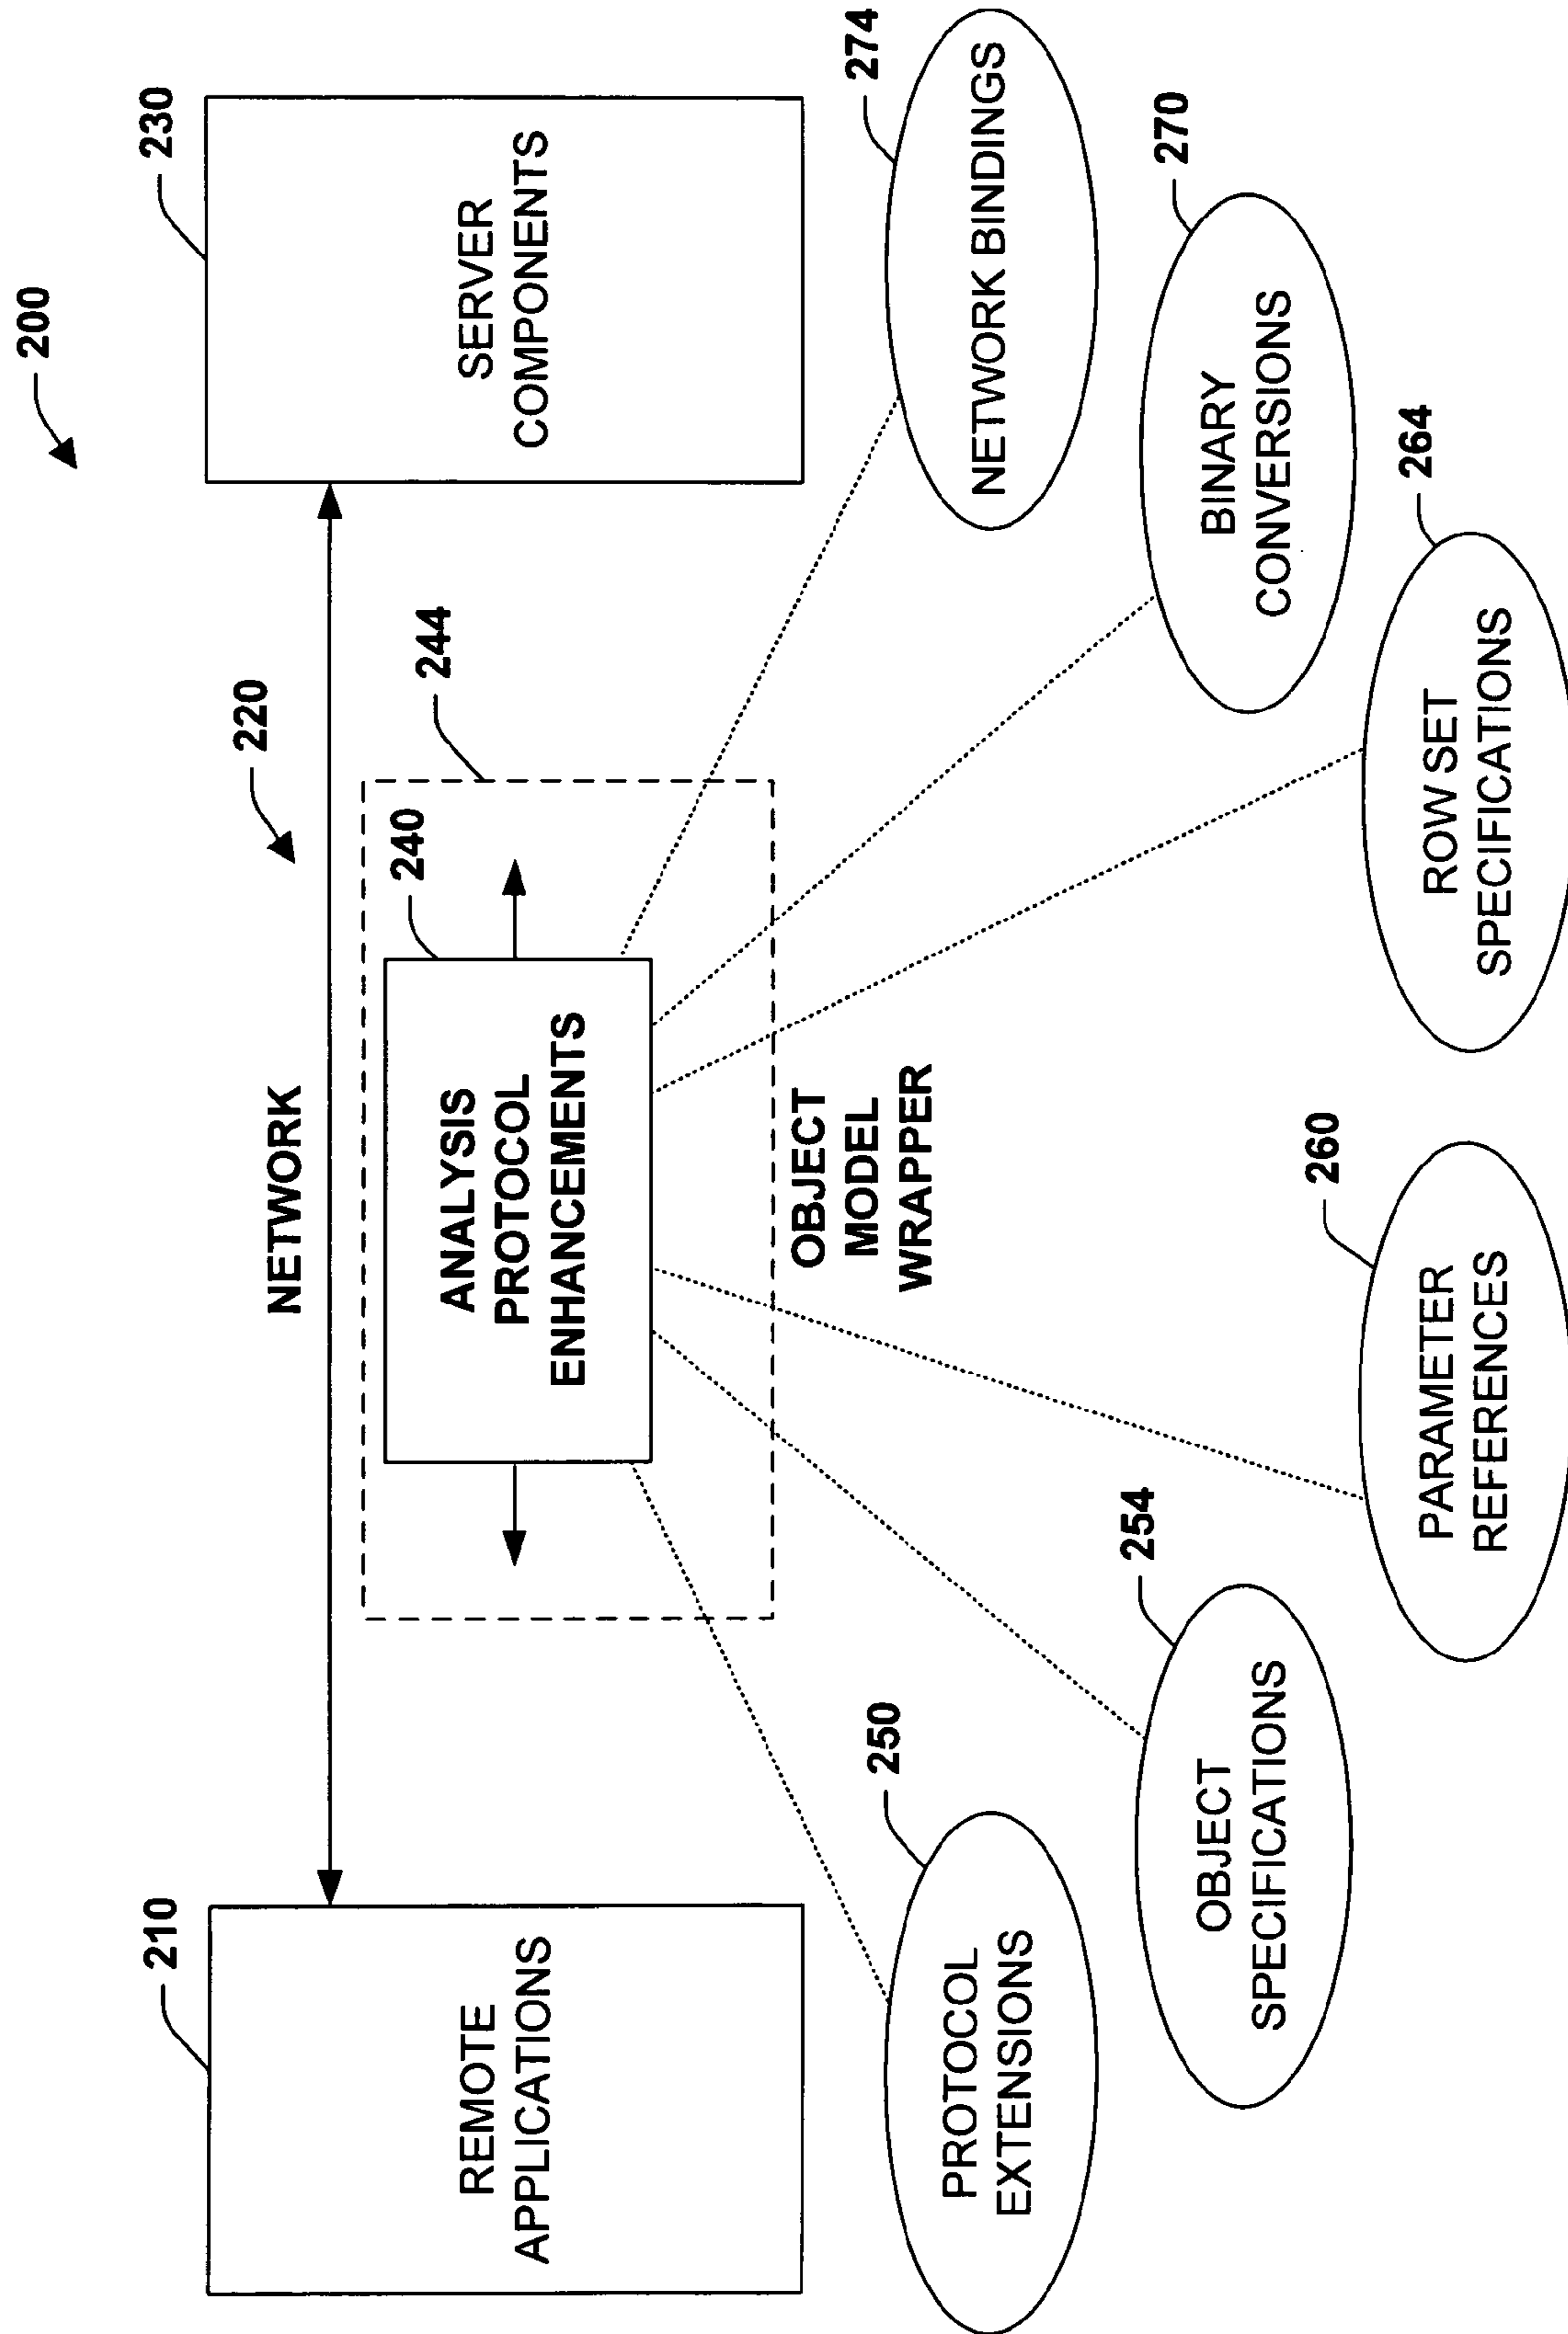 200
210
REMOTE
APPLICATIONS
NETWORK
220
230
SERVER
COMPONENTS
240
244
ANALYSIS
PROTOCOL
ENHANCEMENTS
OBJECT
MODEL
WRAPPER
250
PROTOCOL
EXTENSIONS
254
OBJECT
SPECIFICATIONS
260
PARAMETER
REFERENCES
264
ROW SET
SPECIFICATIONS
270
BINARY
CONVERSIONS
274
NETWORK BINDINGS